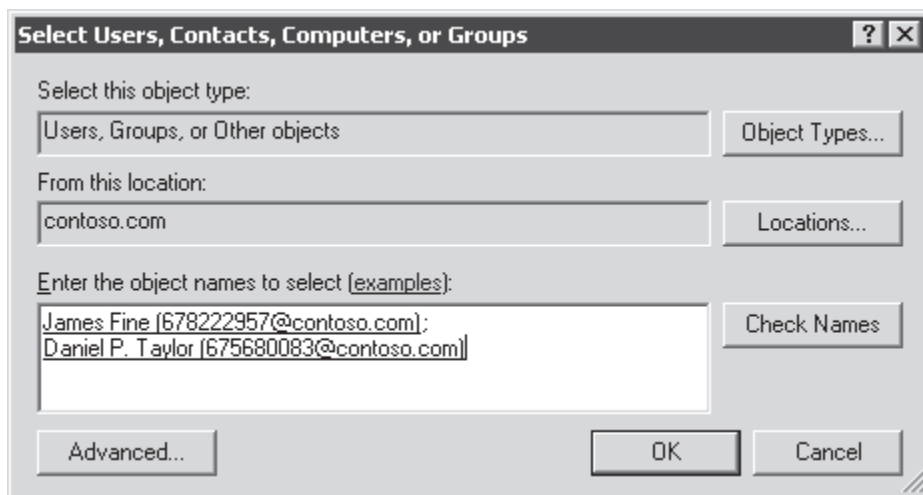 Select Users, Contacts, Computers, or Groups
? X
Select this object type:
Users, Groups, or Other objects
Object Types...
From this location:
contoso.com
Locations...
Enter the object names to select (examples):
James Fine (678222957@contoso.com);
Daniel P. Taylor (675680083@contoso.com)
Check Names
Advanced...
OK
Cancel